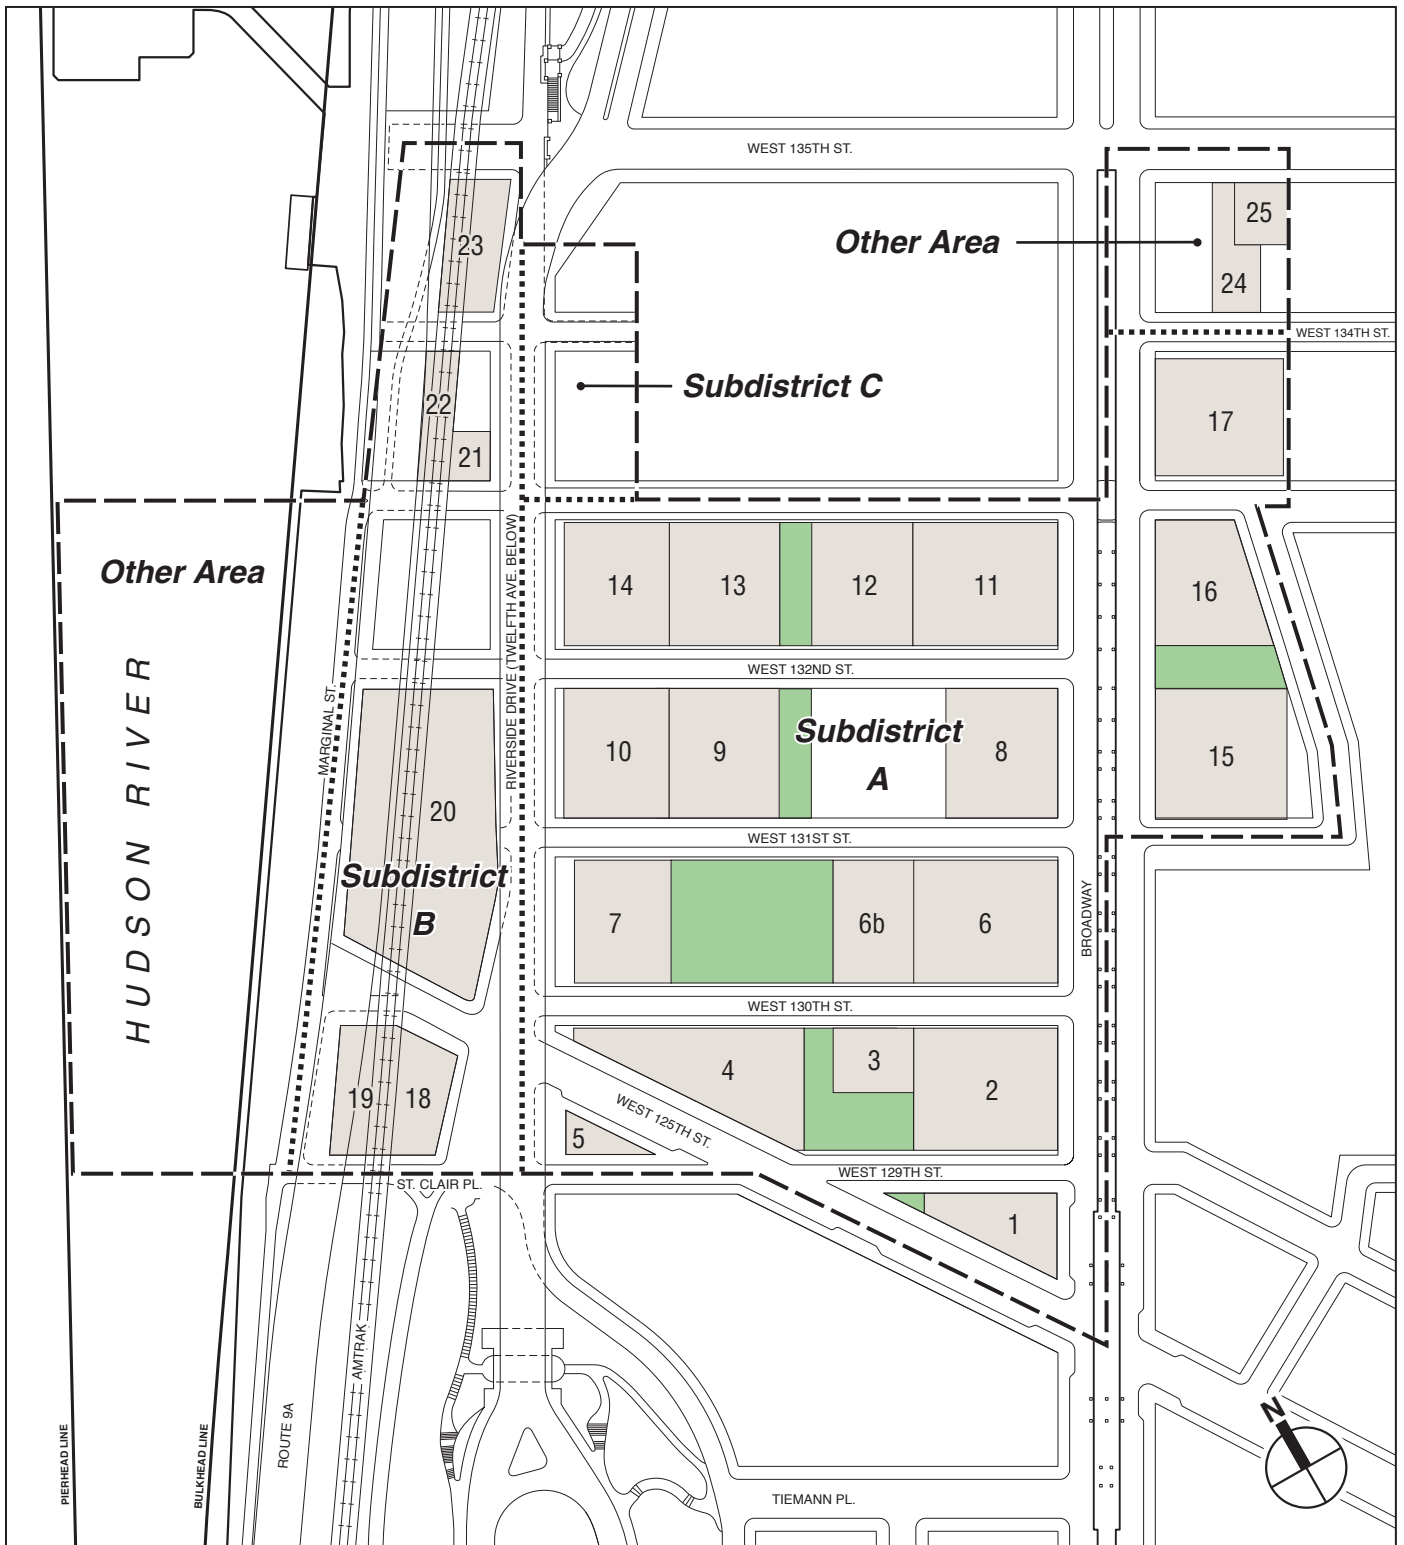 WEST 135TH ST.
25
Other Area
23
24
WEST 134TH ST.
Subdistrict C
22
17
21
Other Area
14
13
12
11
16
WEST 132ND ST.
HUDSON RIVER
MARGINAL ST.
RIVERSIDE DRIVE (TWELFTH AVE. BELOW)
10
9
Subdistrict
A
8
15
20
WEST 131ST ST.
Subdistrict
B
7
6b
6
BROADWAY
WEST 130TH ST.
4
3
2
19
18
WEST 125TH ST.
5
WEST 129TH ST.
ST. CLAIR PL.
1
AMTRAK
N
PIERHEAD LINE
BULKHEAD LINE
ROUTE 9A
TIEMANN PL.